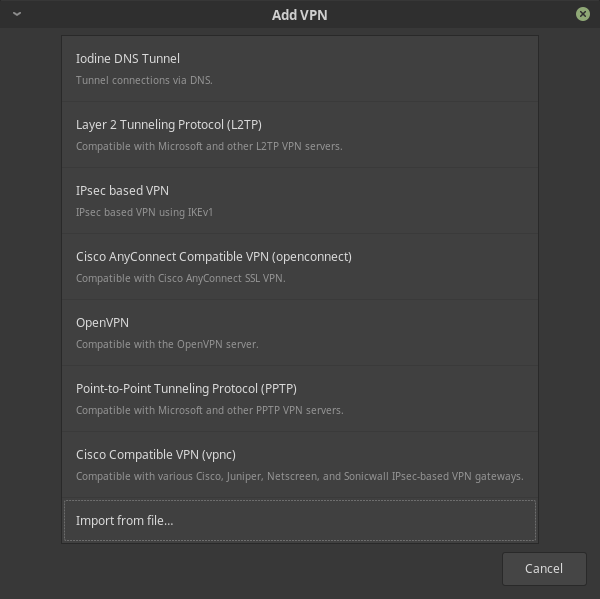 Add VPN
Iodine DNS Tunnel
Tunnel connections via DNS.
Layer 2 Tunneling Protocol (L2TP)
Compatible with Microsoft and other L2TP VPN servers.
IPsec based VPN
IPsec based VPN using IKEv1
Cisco AnyConnect Compatible VPN (openconnect)
Compatible with Cisco AnyConnect SSL VPN.
OpenVPN
Compatible with the OpenVPN server.
Point-to-Point Tunneling Protocol (PPTP)
Compatible with Microsoft and other PPTP VPN servers.
Cisco Compatible VPN (vpnc)
Compatible with various Cisco, Juniper, Netscreen, and Sonicwall IPsec-based VPN gateways.
Import from file...
Cancel